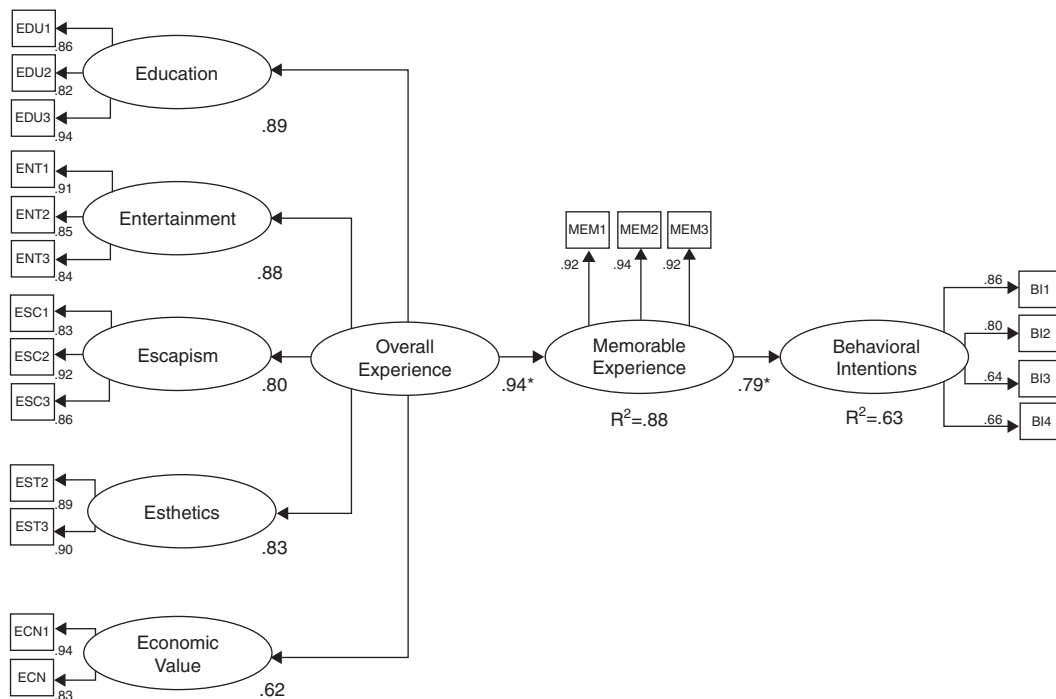 EDU1
.86
EDU2
.82
EDU3
.94
Education
.89
ENT1
.91
ENT2
.85
ENT3
.84
Entertainment
.88
ESC1
.83
ESC2
.92
ESC3
.86
Escapism
.80
EST2
.89
EST3
.90
Esthetics
.83
ECN1
.94
ECN
.83
Economic
Value
.62
Overall
Experience
.94*
MEM1
MEM2
MEM3
.92
.94
.92
Memorable
Experience
R²=.88
.79*
Behavioral
Intentions
R²=.63
.86
BI1
.80
BI2
.64
BI3
.66
BI4